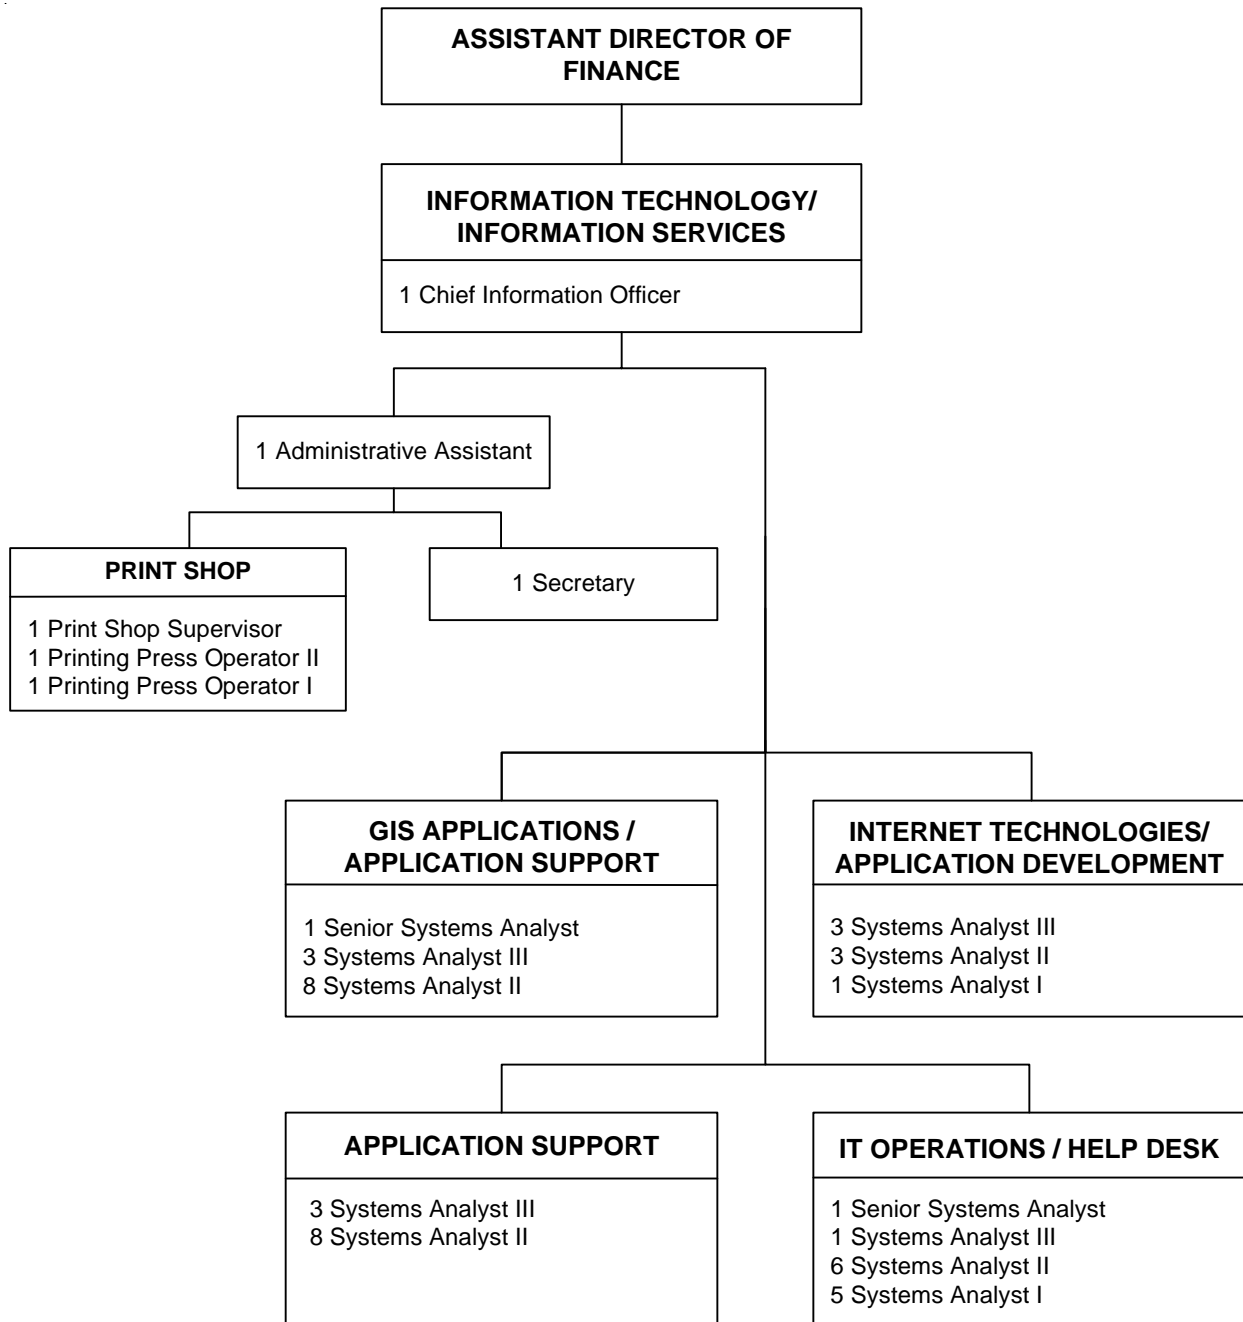 ASSISTANT DIRECTOR OF
FINANCE
INFORMATION TECHNOLOGY/
INFORMATION SERVICES
1 Chief Information Officer
1 Administrative Assistant
PRINT SHOP
1 Print Shop Supervisor
1 Printing Press Operator II
1 Printing Press Operator I
1 Secretary
GIS APPLICATIONS /
APPLICATION SUPPORT
1 Senior Systems Analyst
3 Systems Analyst III
8 Systems Analyst II
INTERNET TECHNOLOGIES/
APPLICATION DEVELOPMENT
3 Systems Analyst III
3 Systems Analyst II
1 Systems Analyst I
APPLICATION SUPPORT
3 Systems Analyst III
8 Systems Analyst II
IT OPERATIONS / HELP DESK
1 Senior Systems Analyst
1 Systems Analyst III
6 Systems Analyst II
5 Systems Analyst I